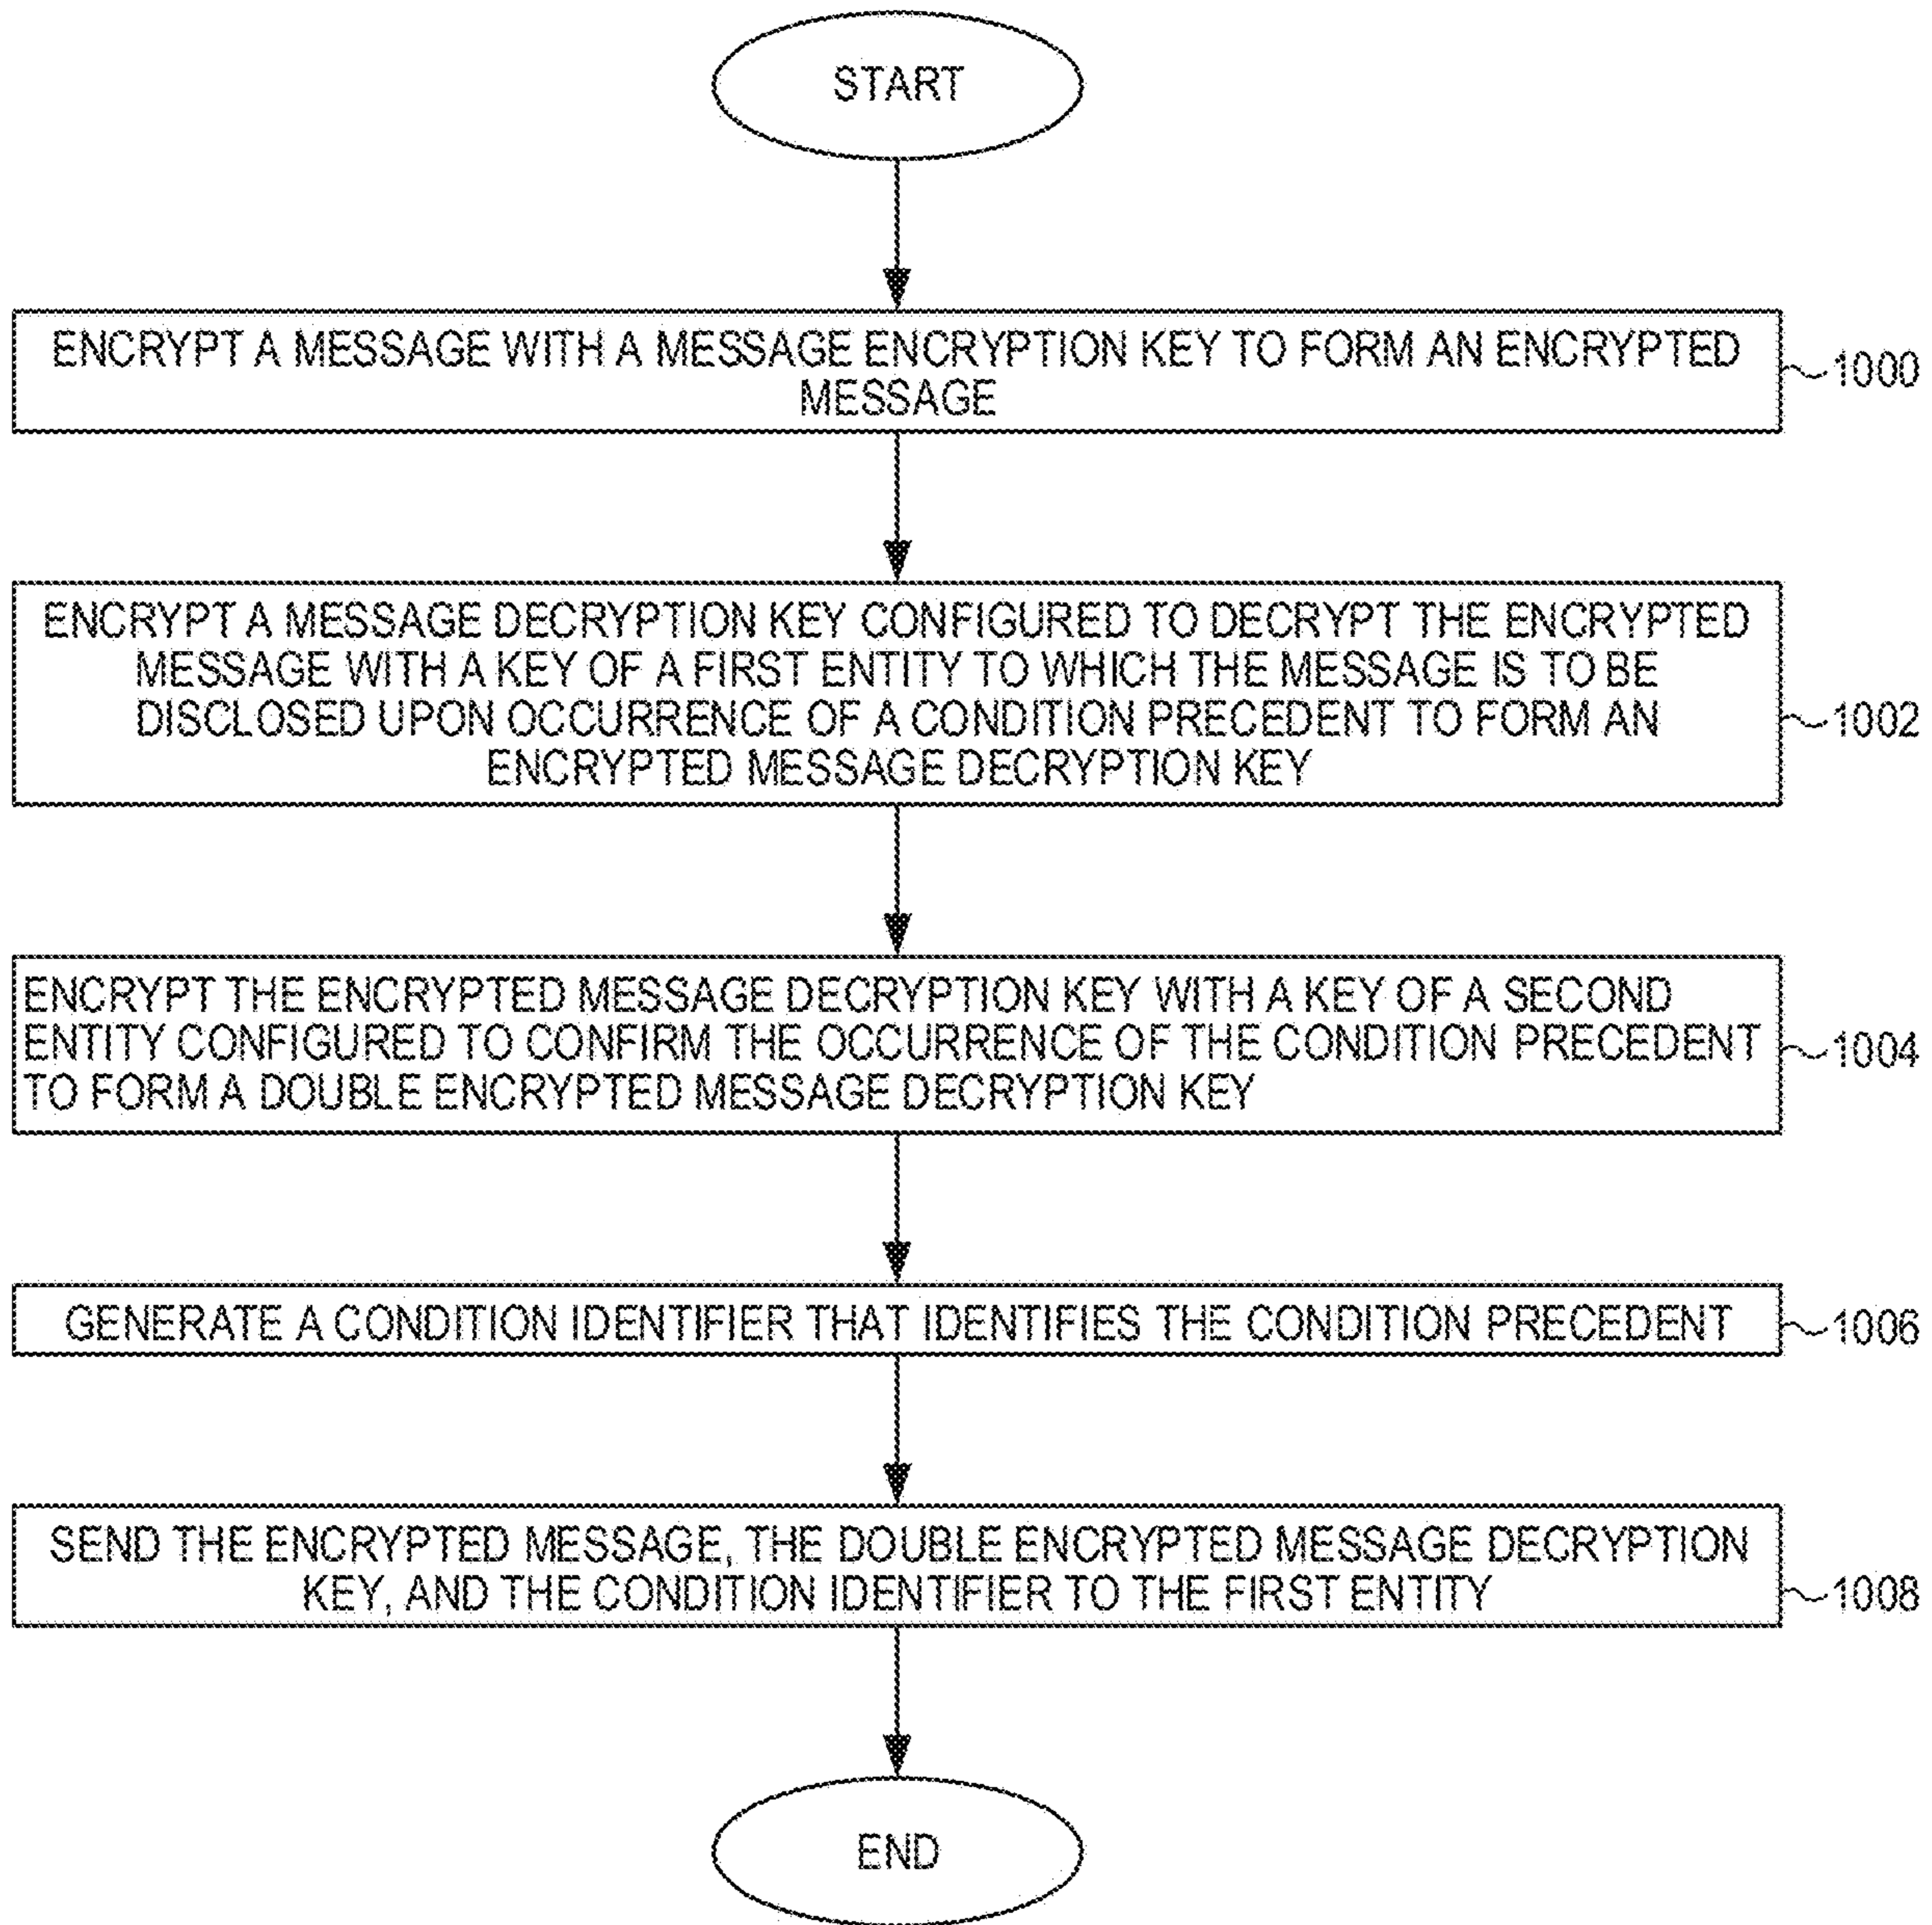 START
ENCRYPT A MESSAGE WITH A MESSAGE ENCRYPTION KEY TO FORM AN ENCRYPTED
MESSAGE
1000
ENCRYPT A MESSAGE DECRYPTION KEY CONFIGURED TO DECRYPT THE ENCRYPTED
MESSAGE WITH A KEY OF A FIRST ENTITY TO WHICH THE MESSAGE IS TO BE
DISCLOSED UPON OCCURRENCE OF A CONDITION PRECEDENT TO FORM AN
ENCRYPTED MESSAGE DECRYPTION KEY
1002
ENCRYPT THE ENCRYPTED MESSAGE DECRYPTION KEY WITH A KEY OF A SECOND
ENTITY CONFIGURED TO CONFIRM THE OCCURRENCE OF THE CONDITION PRECEDENT
TO FORM A DOUBLE ENCRYPTED MESSAGE DECRYPTION KEY
1004
GENERATE A CONDITION IDENTIFIER THAT IDENTIFIES THE CONDITION PRECEDENT
1006
SEND THE ENCRYPTED MESSAGE, THE DOUBLE ENCRYPTED MESSAGE DECRYPTION
KEY, AND THE CONDITION IDENTIFIER TO THE FIRST ENTITY
1008
END